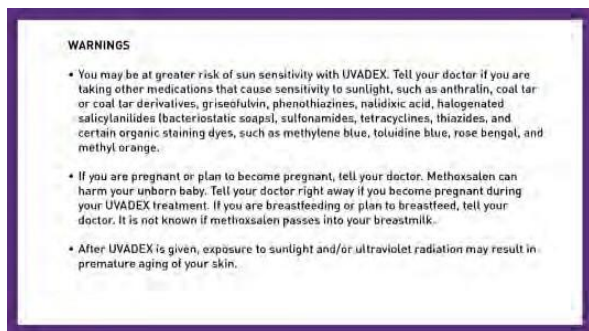 WARNINGS
• You may be at greater risk of sun sensitivity with UVADEX. Tell your doctor if you are
taking other medications that cause sensitivity to sunlight, such as anthralin, coal tar
or coal tar derivatives, griseofulvin, phenothiazines, nalidixic acid, halogenated
salicylanilides (bacteriostatic soaps), sulfonamides, tetracyclines, thiazides, and
certain organic staining dyes, such as methylene blue, toluidine blue, rose bengal, and
methyl orange.
• If you are pregnant or plan to become pregnant, tell your doctor. Methoxsalen can
harm your unborn baby. Tell your doctor right away if you become pregnant during
your UVADEX treatment. If you are breastfeeding or plan to breastfeed, tell your
doctor. It is not known if methoxsalen passes into your breastmilk.
• After UVADEX is given, exposure to sunlight and/or ultraviolet radiation may result in
premature aging of your skin.